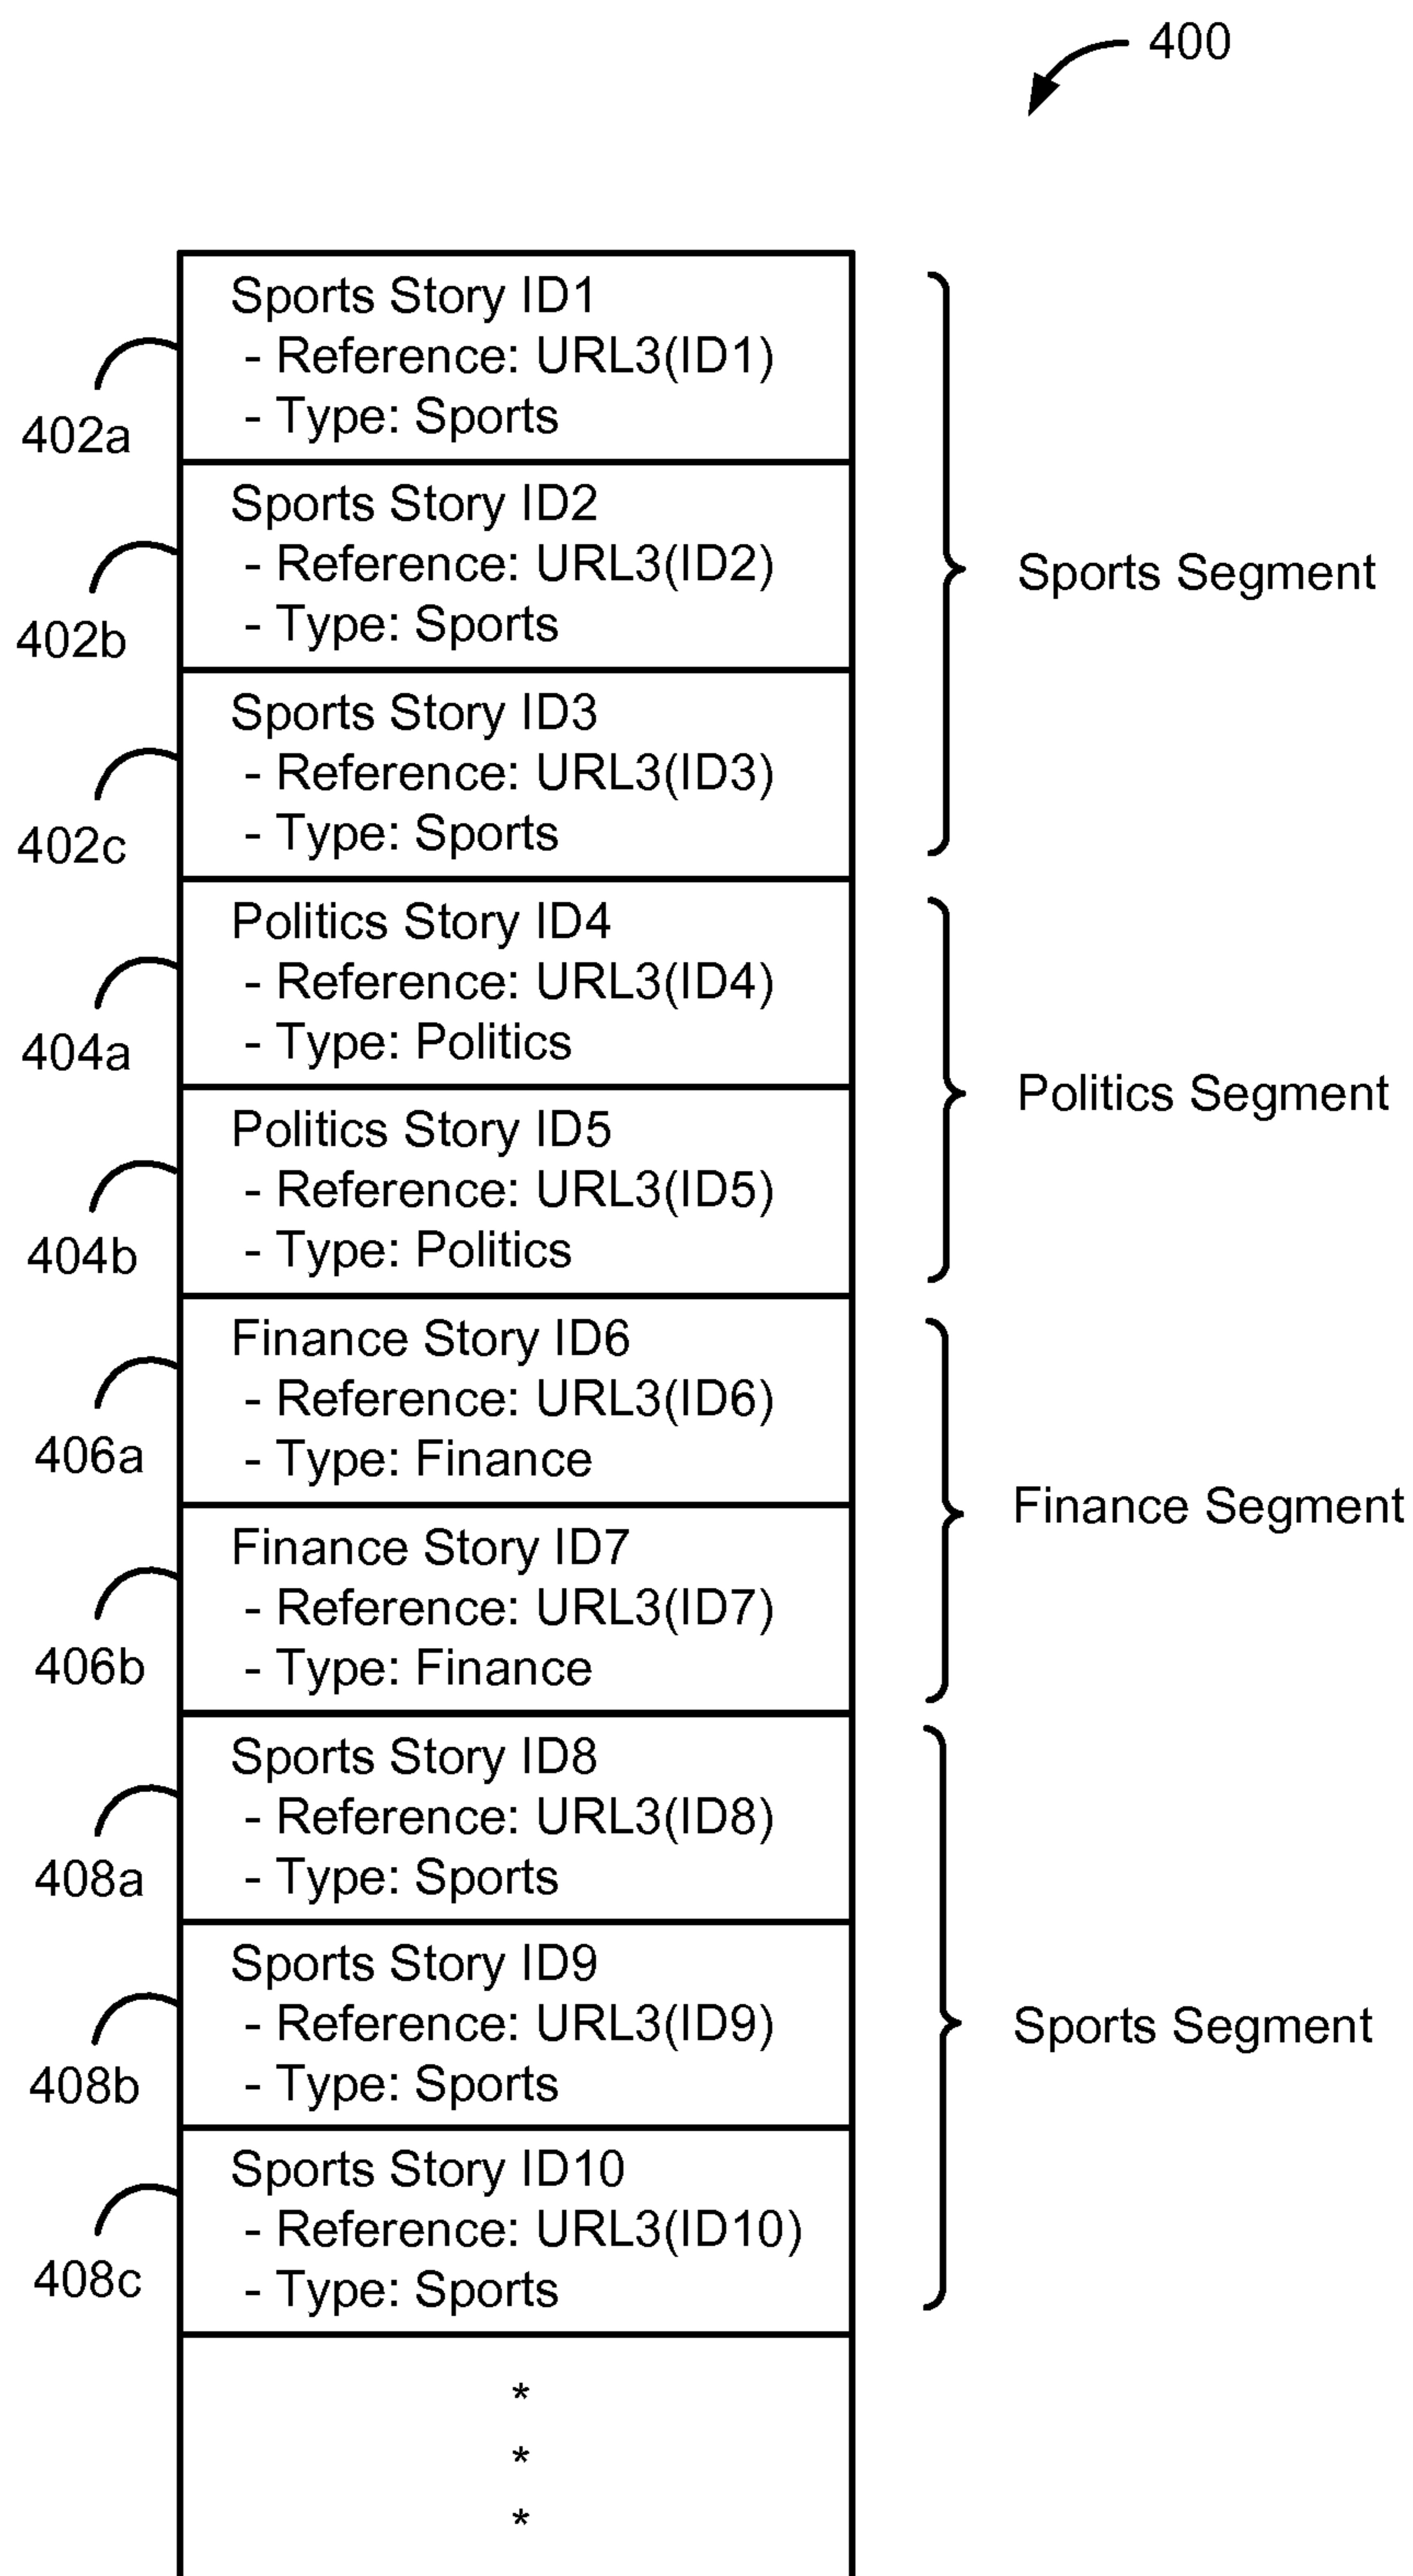 400
Sports Story ID1
- Reference: URL3(ID1)
- Type: Sports
402a
Sports Story ID2
- Reference: URL3(ID2)
- Type: Sports
402b
Sports Segment
Sports Story ID3
- Reference: URL3(ID3)
- Type: Sports
402c
Politics Story ID4
- Reference: URL3(ID4)
- Type: Politics
404a
Politics Segment
Politics Story ID5
- Reference: URL3(ID5)
- Type: Politics
404b
Finance Story ID6
- Reference: URL3(ID6)
- Type: Finance
406a
Finance Segment
Finance Story ID7
- Reference: URL3(ID7)
- Type: Finance
406b
Sports Story ID8
- Reference: URL3(ID8)
- Type: Sports
408a
Sports Story ID9
- Reference: URL3(ID9)
- Type: Sports
408b
Sports Segment
Sports Story ID10
- Reference: URL3(ID10)
- Type: Sports
408c
*
*
*